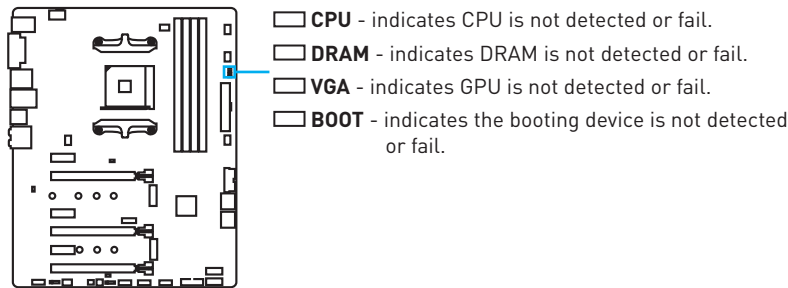 CPU - indicates CPU is not detected or fail.
DRAM - indicates DRAM is not detected or fail.
VGA - indicates GPU is not detected or fail.
BOOT - indicates the booting device is not detected
or fail.